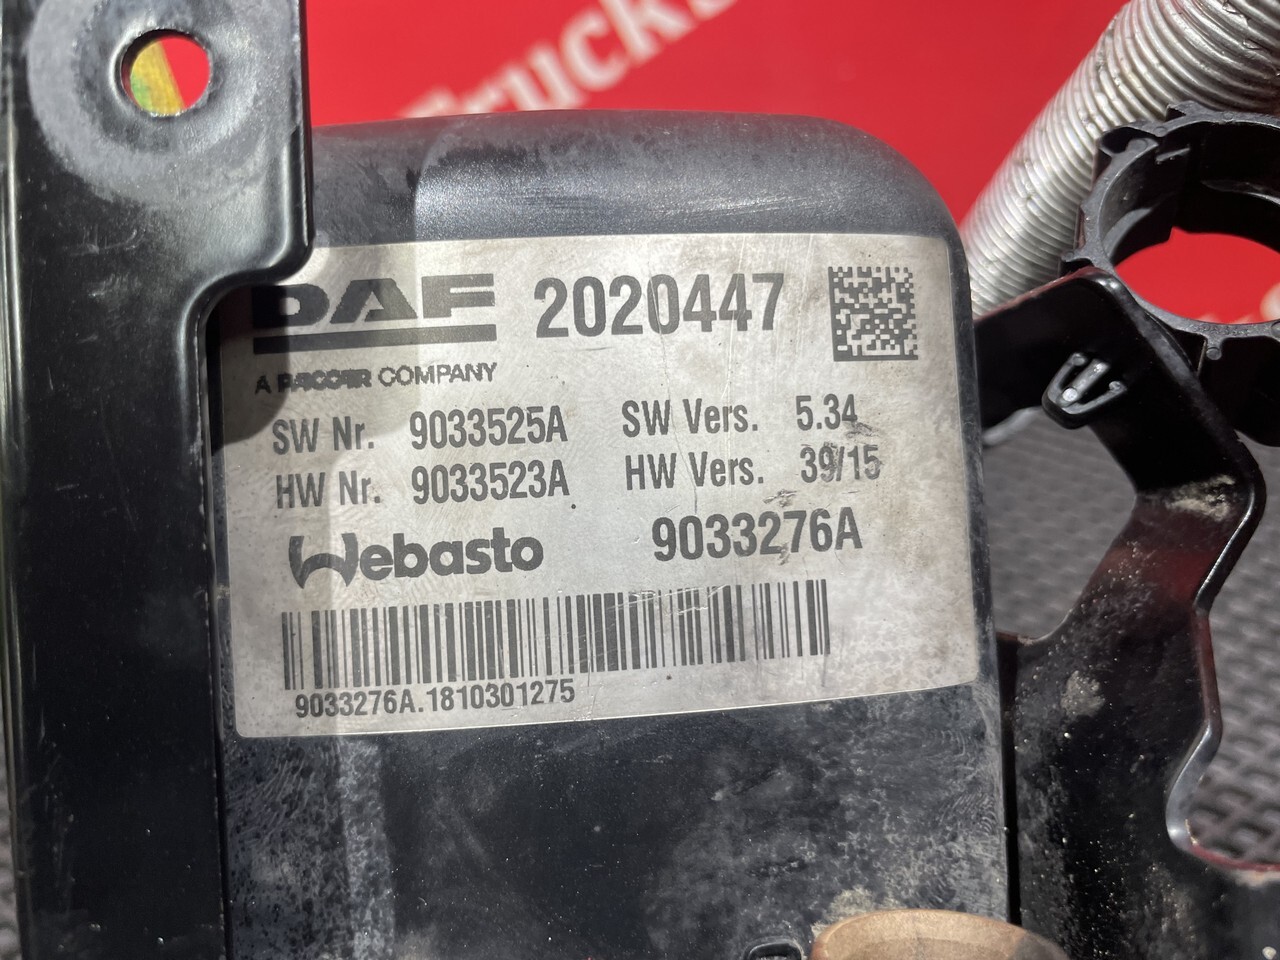 Trucks
DAF 2020447
A PACCAR COMPANY
SW Nr. 9033525A SW Vers. 5.34
HW Nr. 9033523A HW Vers. 39/15
Webasto 9033276A
9033276A.1810301275